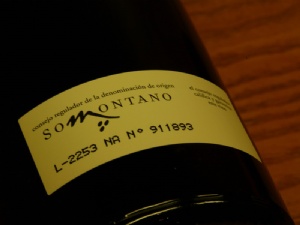 consejo regulador de la denominación de origen
SOMONTANO
L-2253 NA Nº 911893